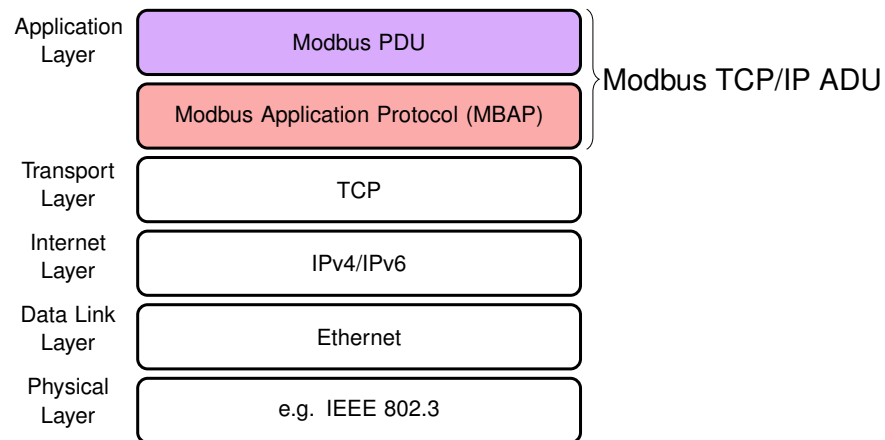 Application
Layer
Modbus PDU
Modbus Application Protocol (MBAP)
Modbus TCP/IP ADU
Transport
Layer
TCP
Internet
Layer
IPv4/IPv6
Data Link
Layer
Ethernet
Physical
Layer
e.g. IEEE 802.3